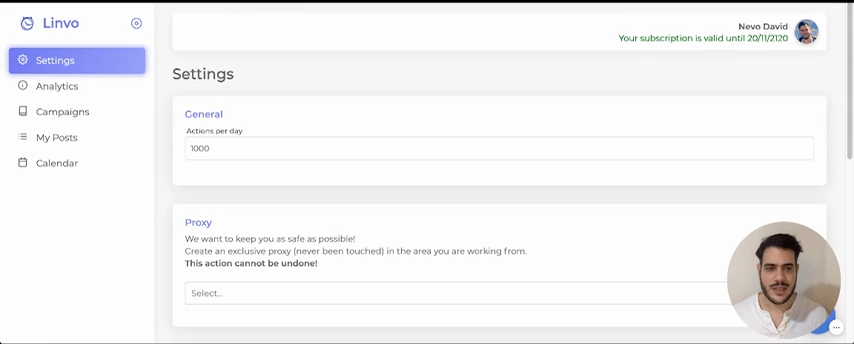 Linvo
Nevo David
Your subscription is valid until 20/11/2120
Settings
Analytics
Campaigns
My Posts
Calendar
Settings
General
Actions per day
1000
Proxy
We want to keep you as safe as possible!
Create an exclusive proxy (never been touched) in the area you are working from.
This action cannot be undone!
Select...